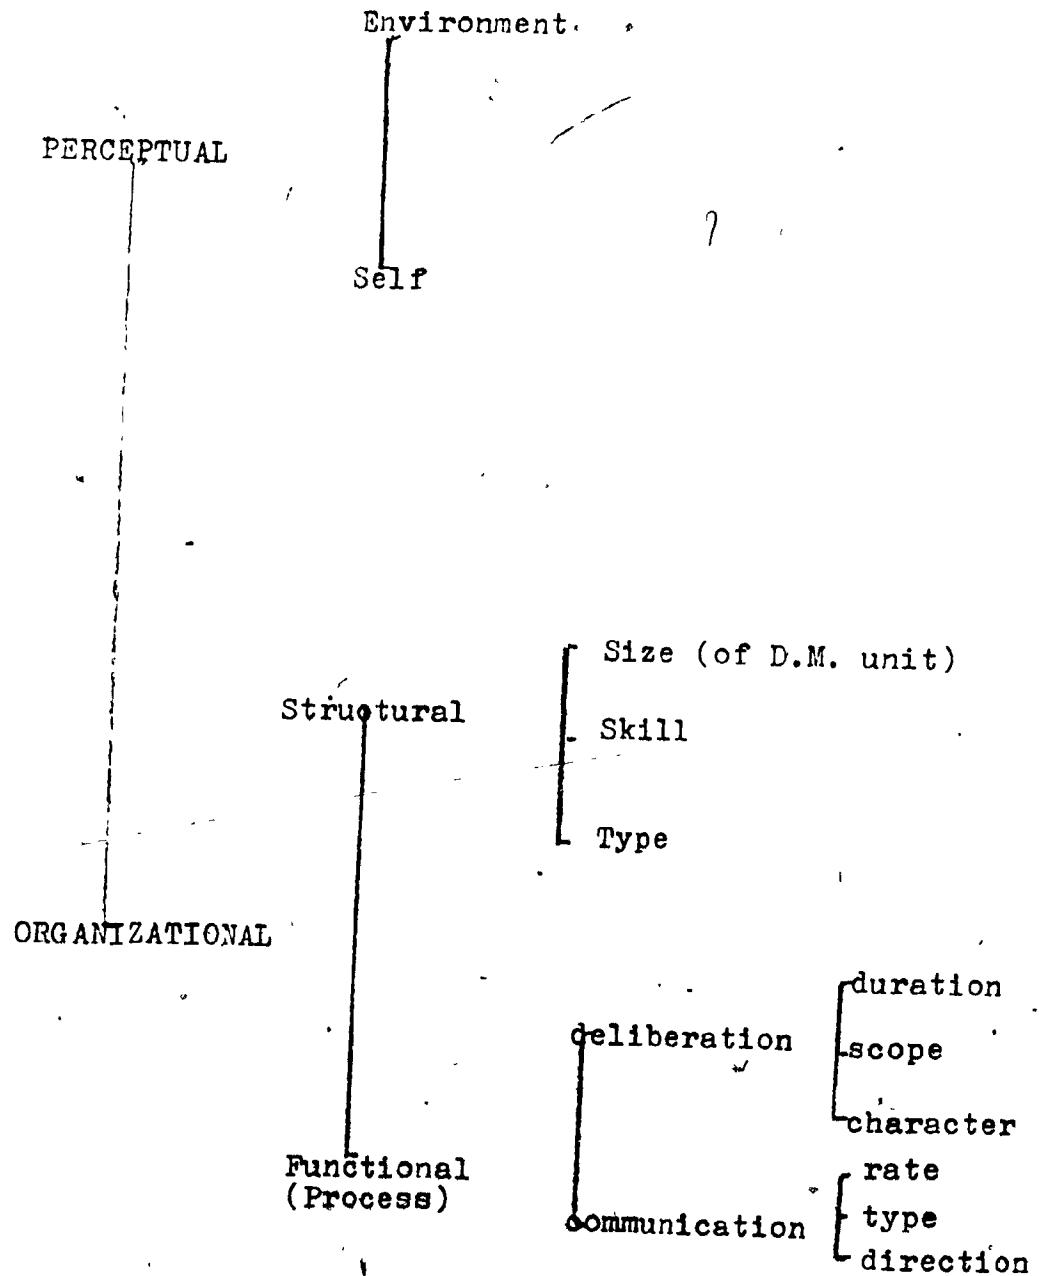 Environment
PERCEPTUAL
?
Self
Size (of D.M. unit)
Structural
Skill
Type
ORGANIZATIONAL
duration
deliberation
scope
character
Functional
(Process)
rate
type
communication
direction